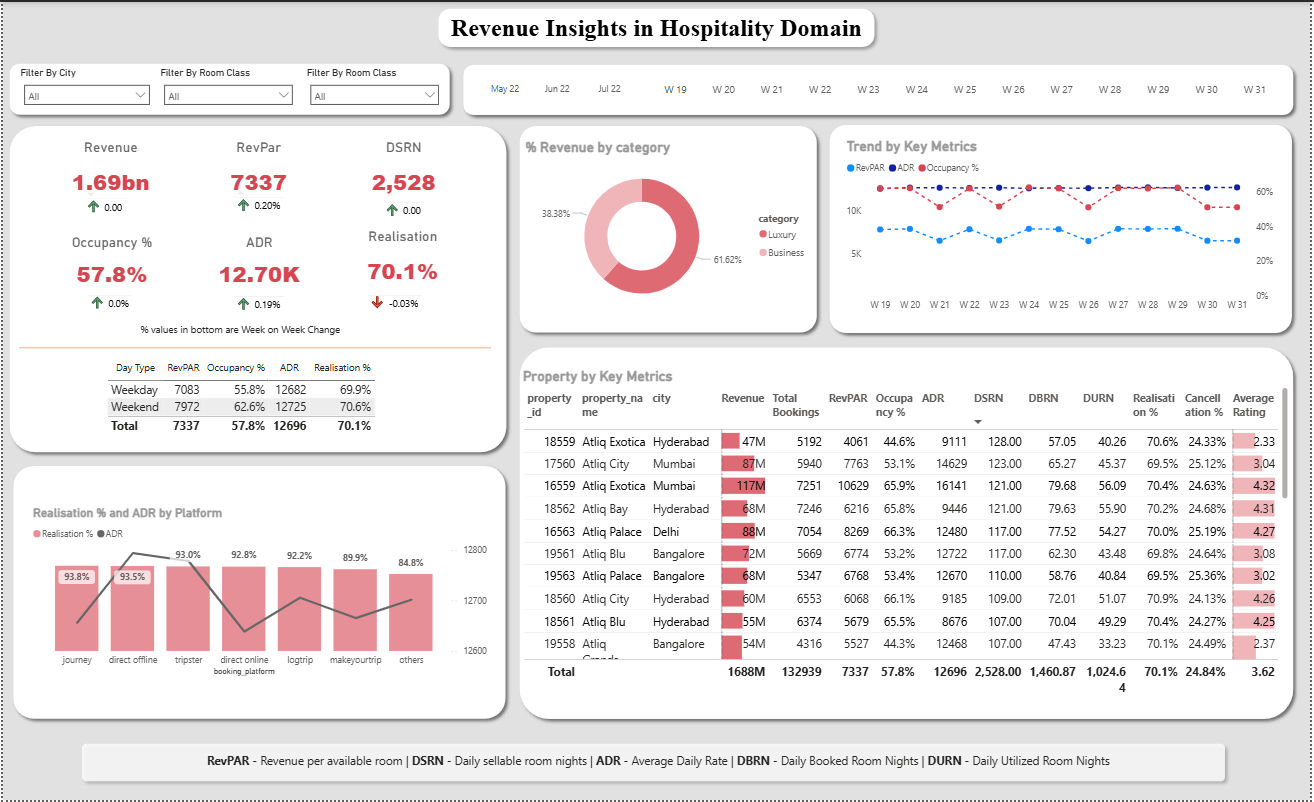 Revenue Insights in Hospitality Domain
Filter By City
All
Filter By Room Class
All
Filter By Room Class
All
May 22 Jun 22 Jul 22 W 19 W 20 W 21 W 22 W 23 W 24 W 25 W 26 W 27 W 28 W 29 W 30 W 31
Revenue
1.69bn
0.00
RevPar
7337
0.20%
DSRN
2,528
0.00
Occupancy %
57.8%
0.0%
ADR
12.70K
0.19%
Realisation
70.1%
-0.03%
% values in bottom are Week on Week Change
Day Type RevPAR Occupancy % ADR Realisation %
Weekday 7083 55.8% 12682 69.9%
Weekend 7972 62.6% 12725 70.6%
Total 7337 57.8% 12696 70.1%
% Revenue by category
38.38%
61.62%
category
Luxury
Business
Trend by Key Metrics
RevPAR ADR Occupancy %
10K
5K
60%
40%
20%
0%
W 19 W 20 W 21 W 22 W 23 W 24 W 25 W 26 W 27 W 28 W 29 W 30 W 31
Realisation % and ADR by Platform
Realisation % ADR
93.8% 93.5% 93.0% 92.8% 92.2% 89.9% 84.8%
12800
12700
12600
journey direct offline tripster direct online logtrip makeyourtrip others
booking_platform
Property by Key Metrics
property property_na city Revenue Total RevPAR Occupa ADR DSRN DBRN DURN Realisati Cancell Average
_id me Bookings ncy % on % ation % Rating
18559 Atliq Exotica Hyderabad 47M 5192 4061 44.6% 9111 128.00 57.05 40.26 70.6% 24.33% 2.33
17560 Atliq City Mumbai 87M 5940 7763 53.1% 14629 123.00 65.27 45.37 69.5% 25.12% 3.04
16559 Atliq Exotica Mumbai 117M 7251 10629 65.9% 16141 121.00 79.68 56.09 70.4% 24.63% 4.32
18562 Atliq Bay Hyderabad 68M 7246 6216 65.8% 9446 121.00 79.63 55.90 70.2% 24.68% 4.31
16563 Atliq Palace Delhi 88M 7054 8269 66.3% 12480 117.00 77.52 54.27 70.0% 25.19% 4.27
19561 Atliq Blu Bangalore 72M 5669 6774 53.2% 12722 117.00 62.30 43.48 69.8% 24.64% 3.08
19563 Atliq Palace Bangalore 68M 5347 6768 53.4% 12670 110.00 58.76 40.84 69.5% 25.36% 3.02
18560 Atliq City Hyderabad 60M 6553 6068 66.1% 9185 109.00 72.01 51.07 70.9% 24.13% 4.26
18561 Atliq Blu Hyderabad 55M 6374 5679 65.5% 8676 107.00 70.04 49.29 70.4% 24.27% 4.25
19558 Atliq Bangalore 54M 4316 5527 44.3% 12468 107.00 47.43 33.23 70.1% 24.49% 2.37
Total 1688M 132939 7337 57.8% 12696 2,528.00 1,460.87 1,024.6 70.1% 24.84% 3.62
4
RevPAR - Revenue per available room | DSRN - Daily sellable room nights | ADR - Average Daily Rate | DBRN - Daily Booked Room Nights | DURN - Daily Utilized Room Nights